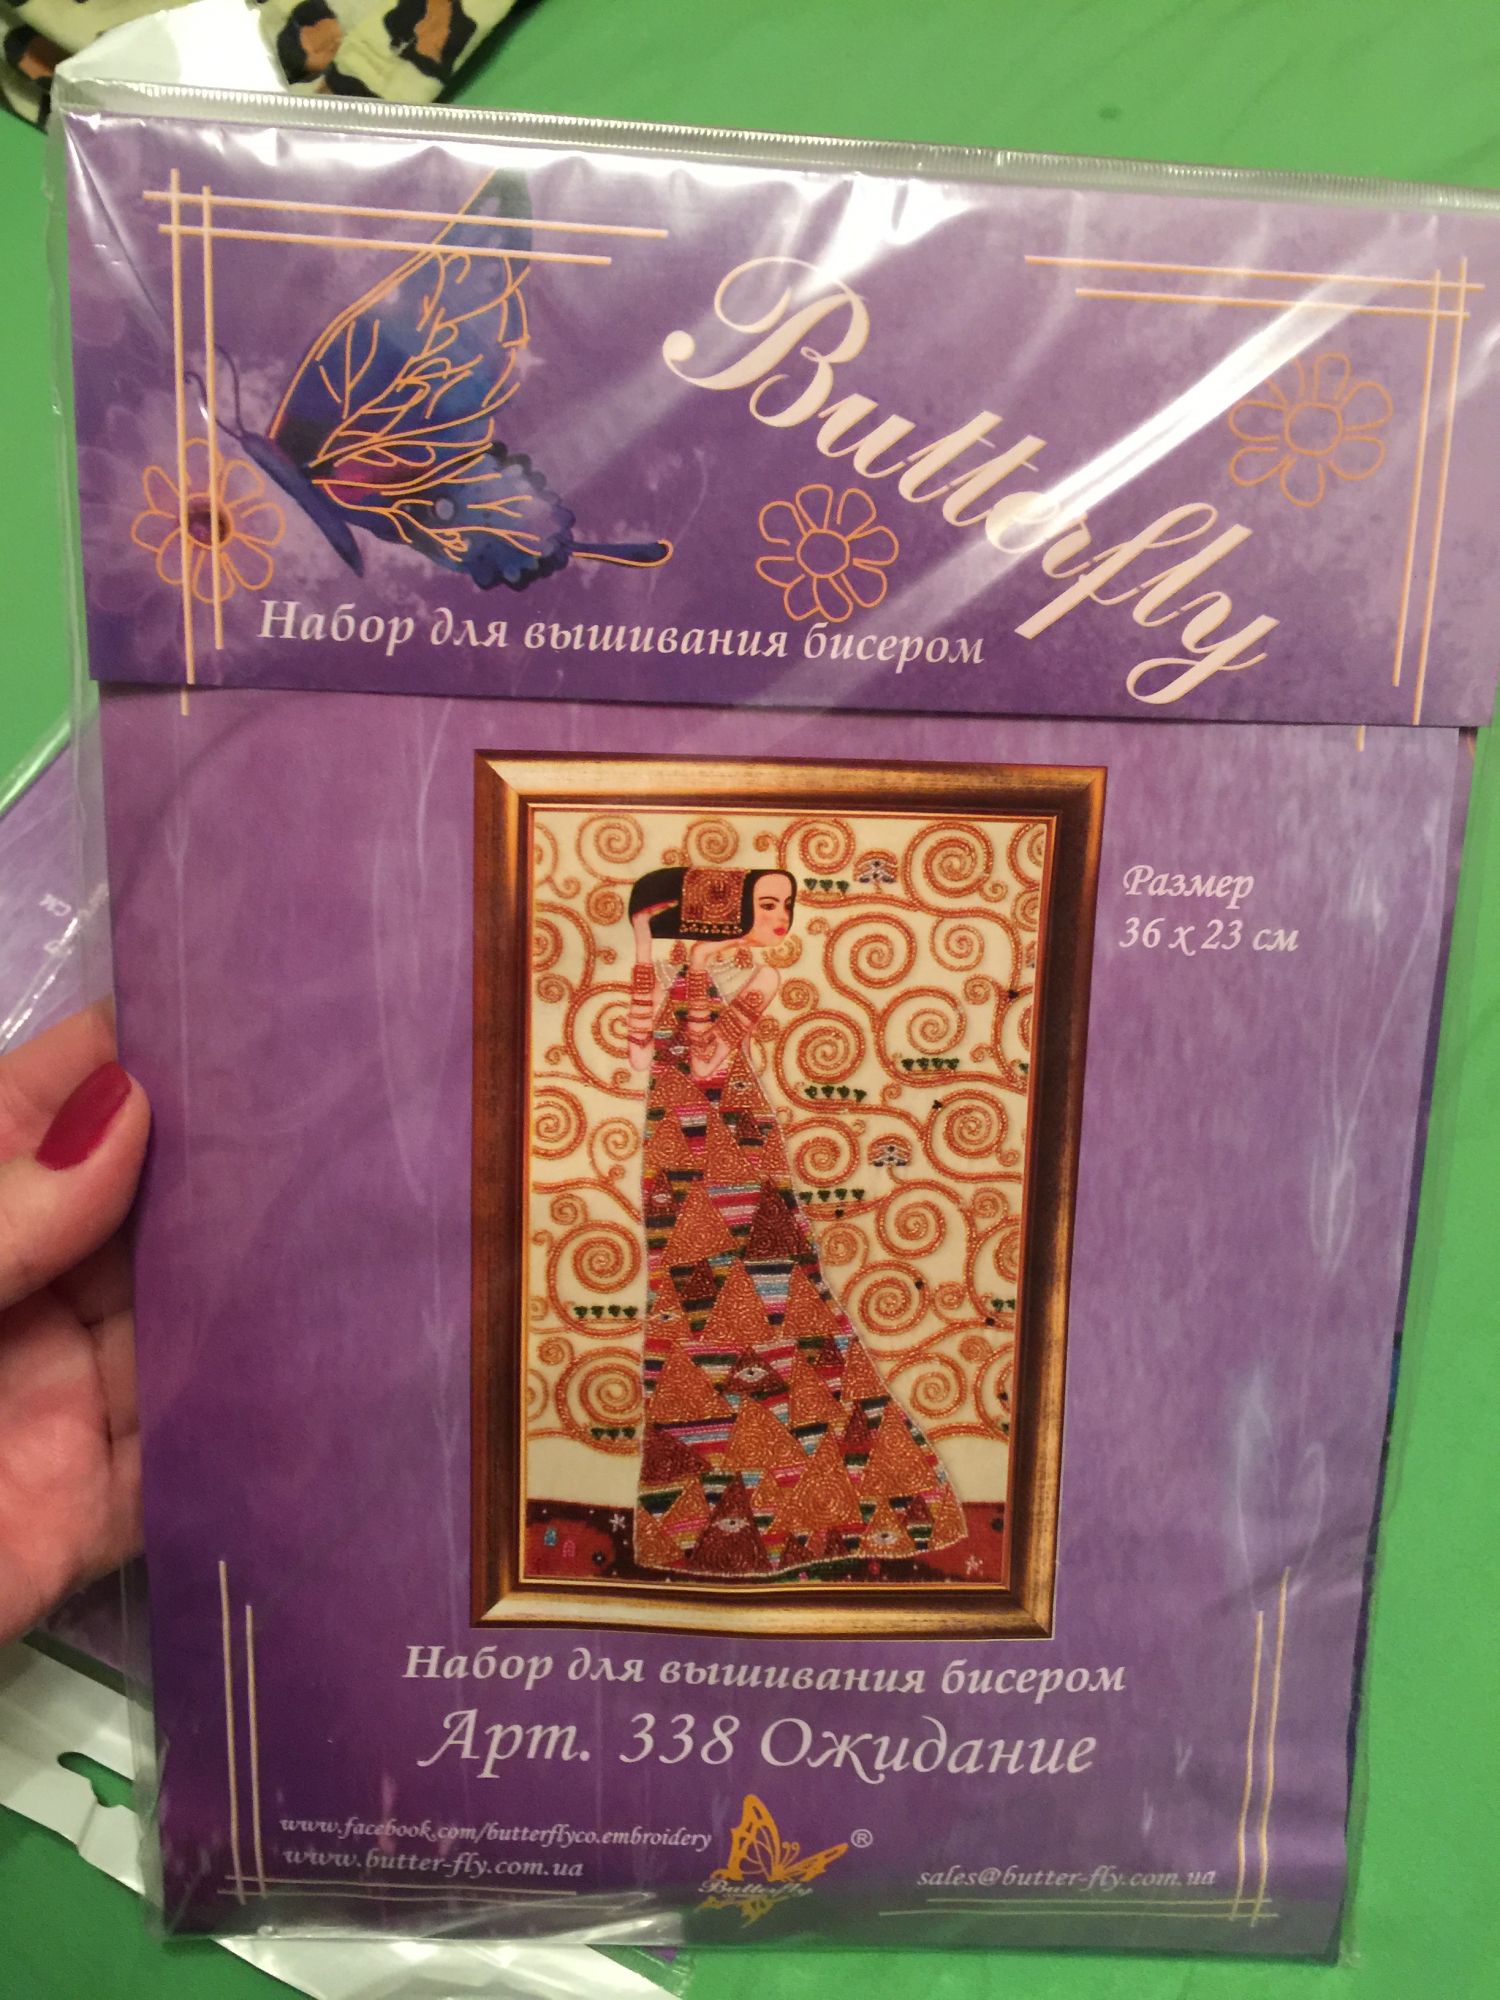 Butterfly
Набор для вышивания бисером
Размер
36 х 23 см
Набор для вышивания бисером
Арт. 338 Ожидание
www.facebook.com/butterflyco.embroidery
www.butter-fly.com.ua
Butterfly
®
sales@butter-fly.com.ua
см